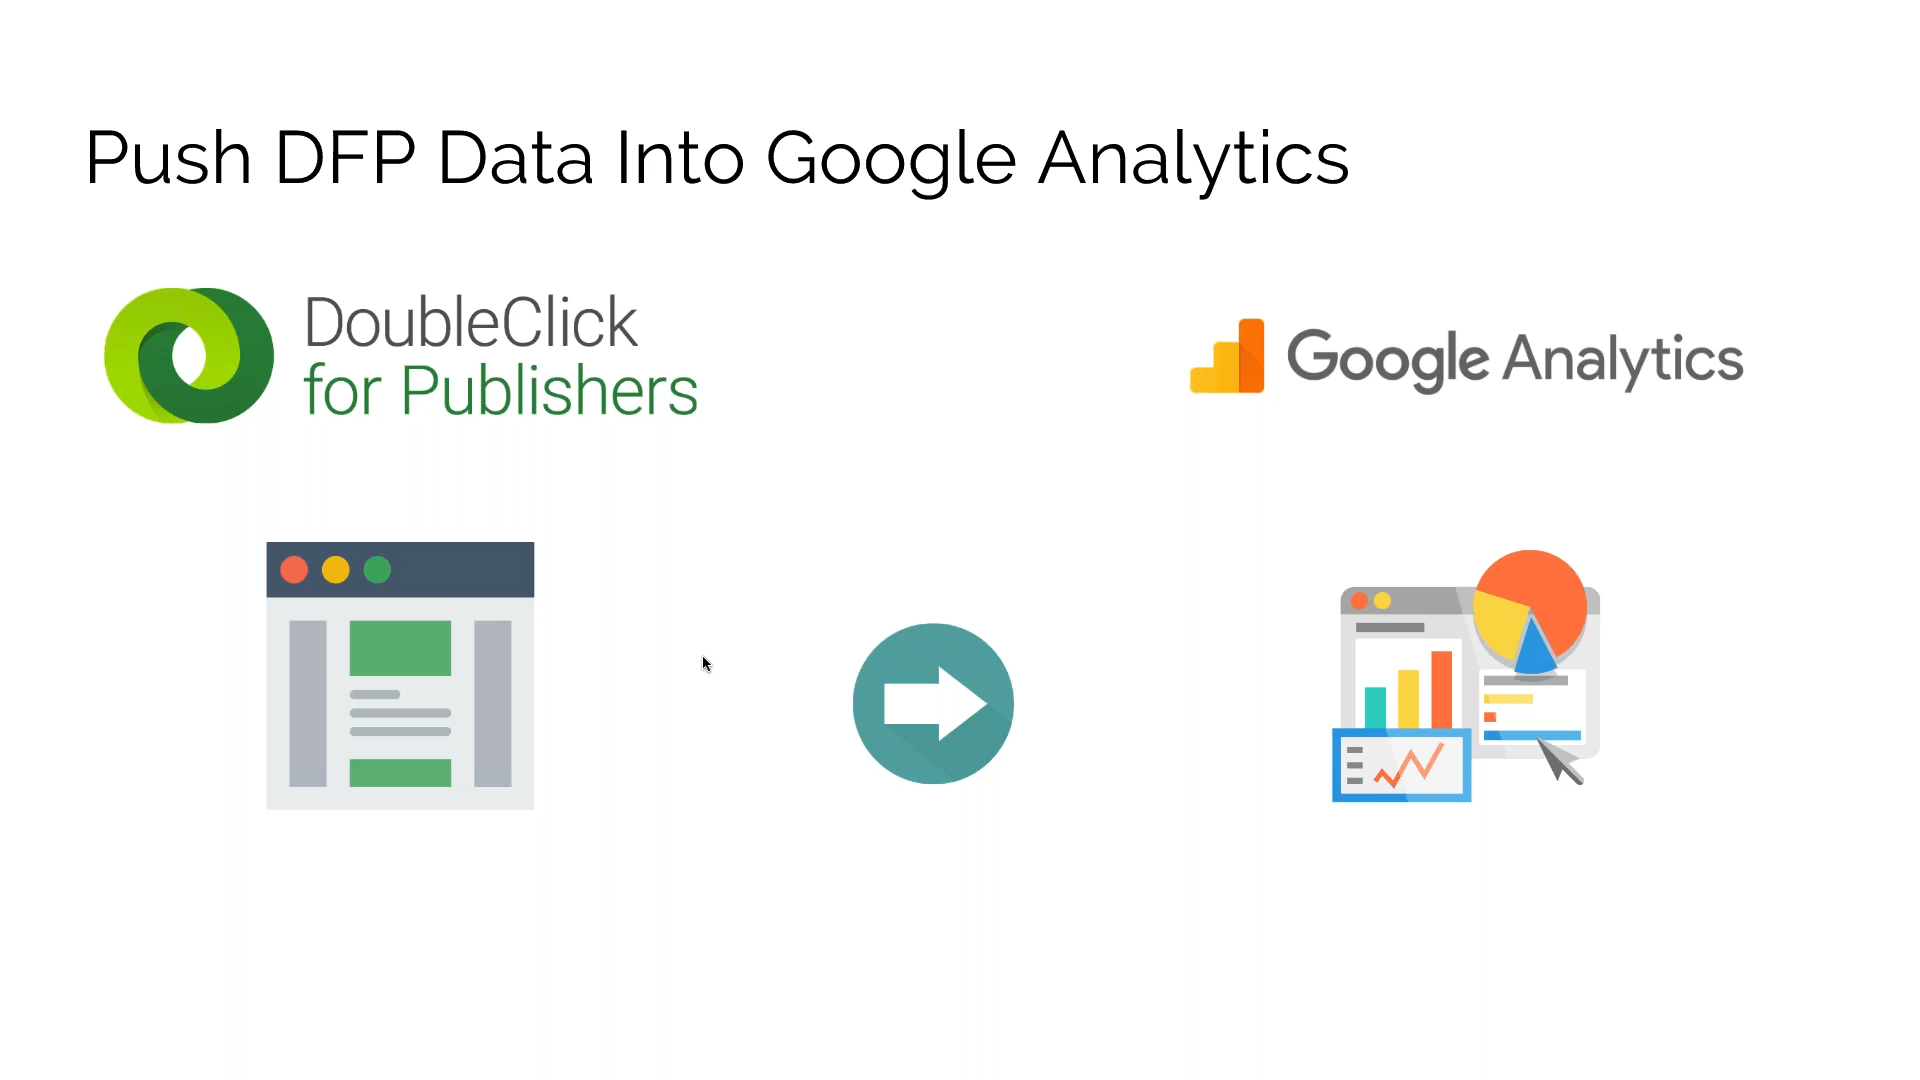 Push DFP Data Into Google Analytics
DoubleClick
for Publishers
Google Analytics